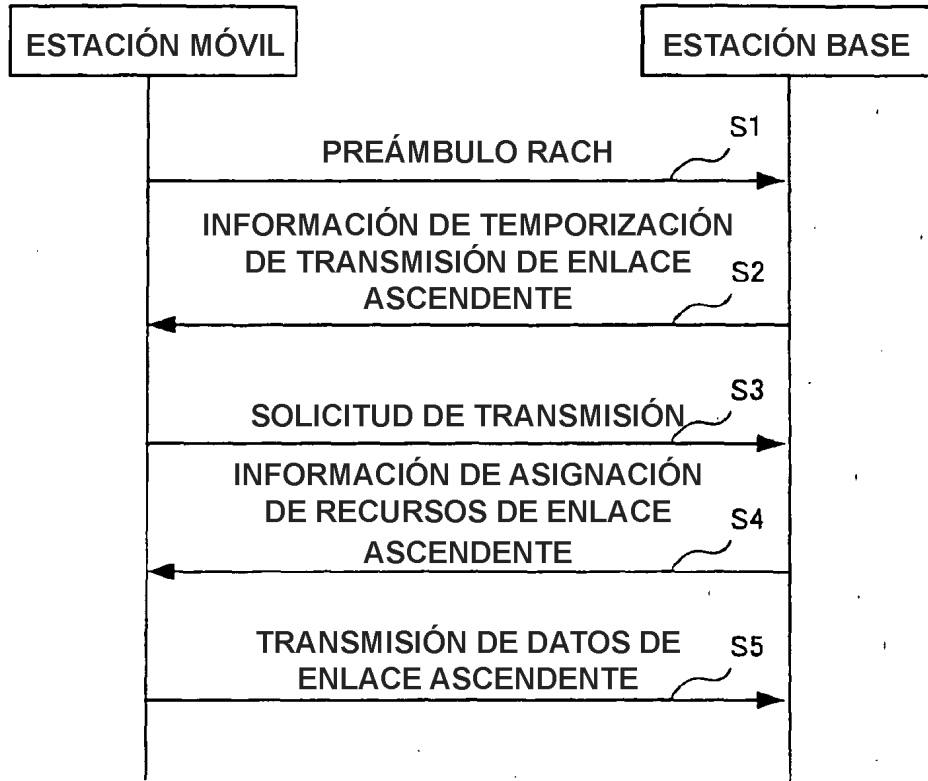 ESTACIÓN MÓVIL
ESTACIÓN BASE
S1
PREÁMBULO RACH
INFORMACIÓN DE TEMPORIZACIÓN
DE TRANSMISIÓN DE ENLACE
ASCENDENTE
S2
S3
SOLICITUD DE TRANSMISIÓN
INFORMACIÓN DE ASIGNACIÓN
DE RECURSOS DE ENLACE
ASCENDENTE
S4
TRANSMISIÓN DE DATOS DE
ENLACE ASCENDENTE
S5